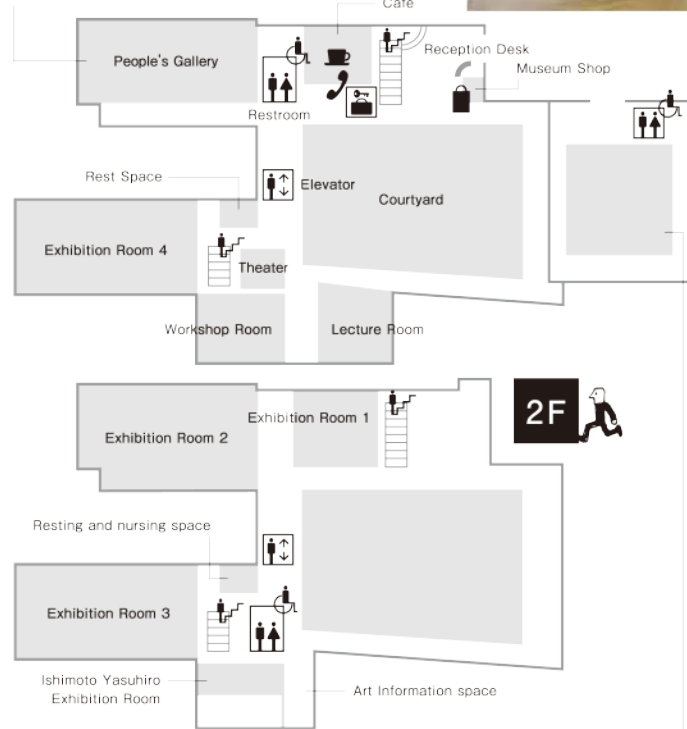 Cafe
People's Gallery
Reception Desk
Museum Shop
Restroom
Rest Space
Elevator
Courtyard
Exhibition Room 4
Theater
Workshop Room
Lecture Room
2F
Exhibition Room 1
Exhibition Room 2
Resting and nursing space
Exhibition Room 3
Ishimoto Yasuhiro
Exhibition Room
Art Information space